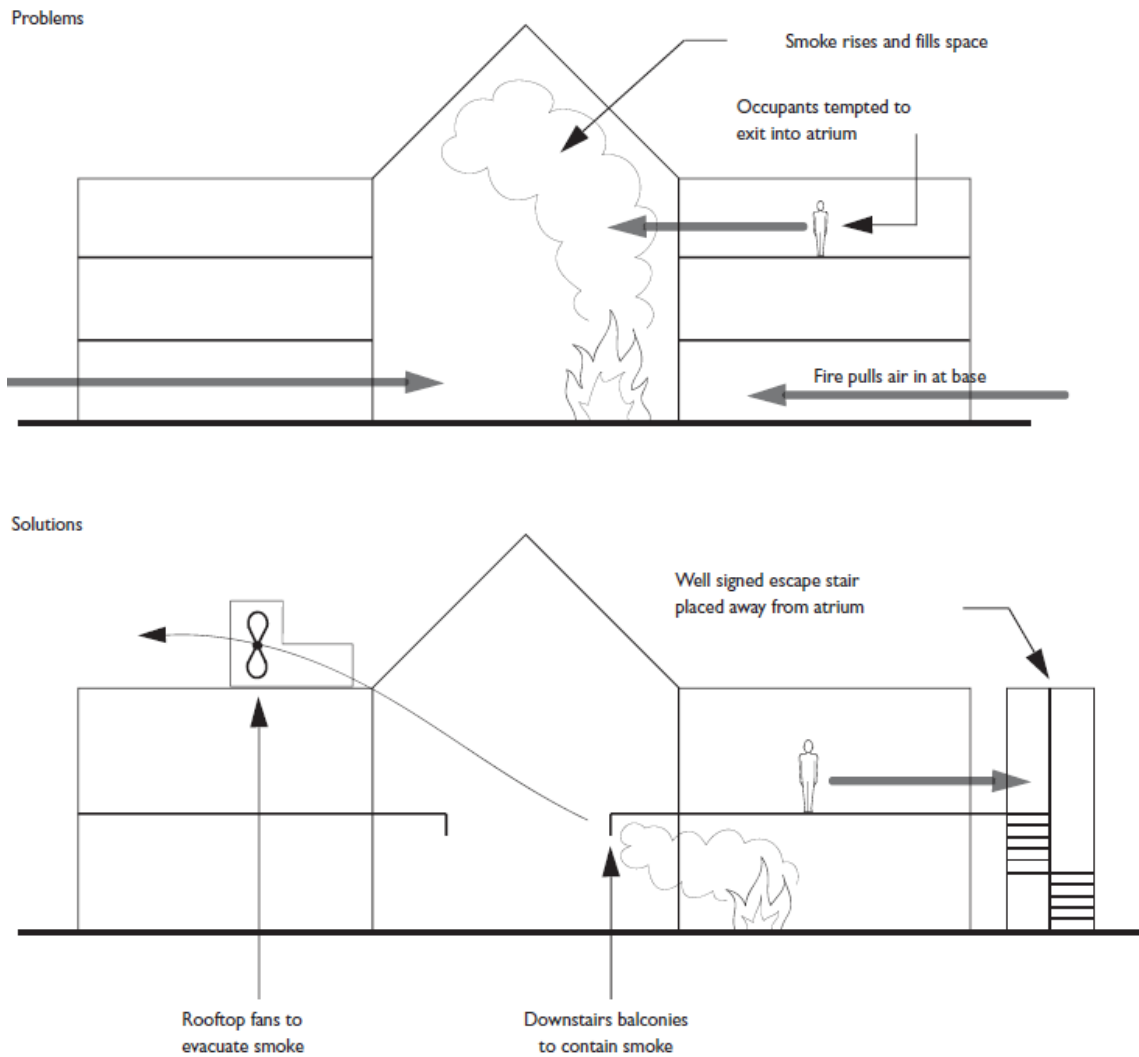 Problems
Smoke rises and fills space
Occupants tempted to
exit into atrium
Fire pulls air in at base
Solutions
Well signed escape stair
placed away from atrium
Rooftop fans to
evacuate smoke
Downstairs balconies
to contain smoke